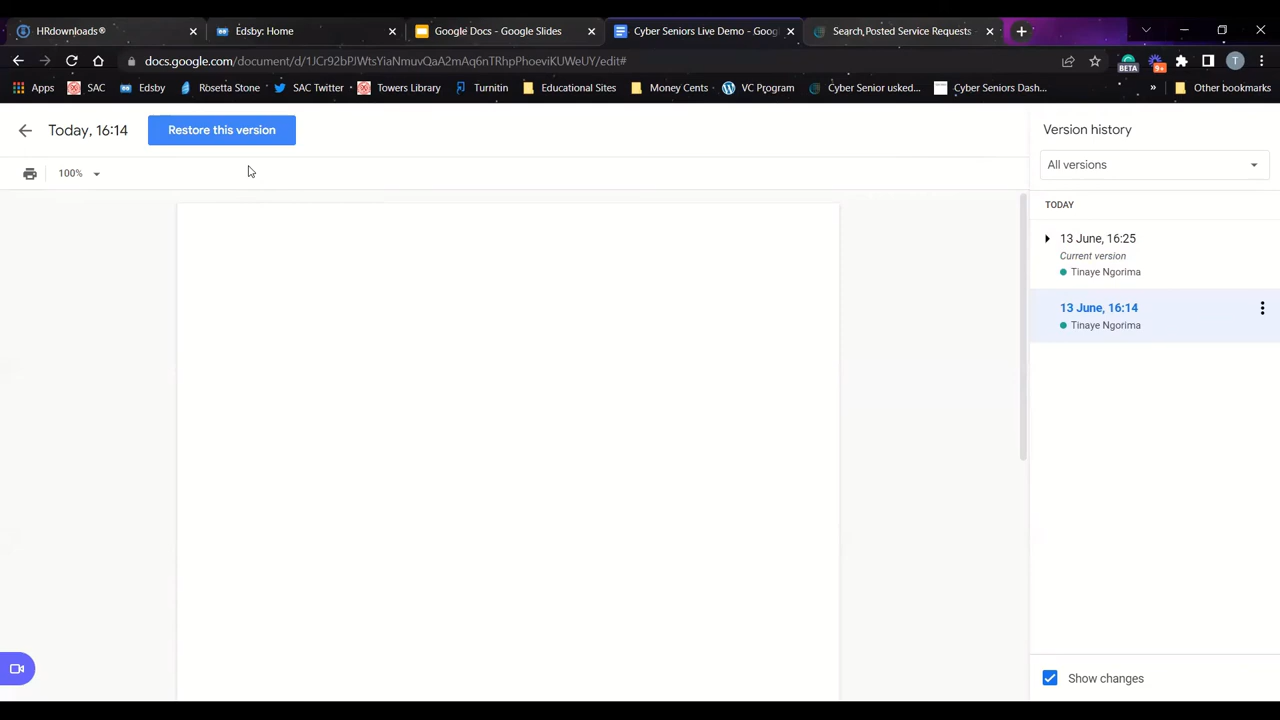 HRdownloads®
Edsby: Home
Google Docs - Google Slides
Cyber Seniors Live Demo - Goog
Search Posted Service Requests
docs.google.com/document/d/1JCr92bPJWtsYiaNmuvQaA2lnAq6nTRhpPhoeviKUWeUY/edit#
BETA
9+
T
Apps
SAC
Edsby
Rosetta Stone
SAC Twitter
Towers Library
Turnitin
Educational Sites
Money Cents
VC Program
Cyber Senior usked...
Cyber Seniors Dash...
»
Other bookmarks
Today, 16:14
Restore this version
Version history
100%
All versions
TODAY
13 June, 16:25
Current version
Tinaye Ngorima
13 June, 16:14
Tinaye Ngorima
Show changes